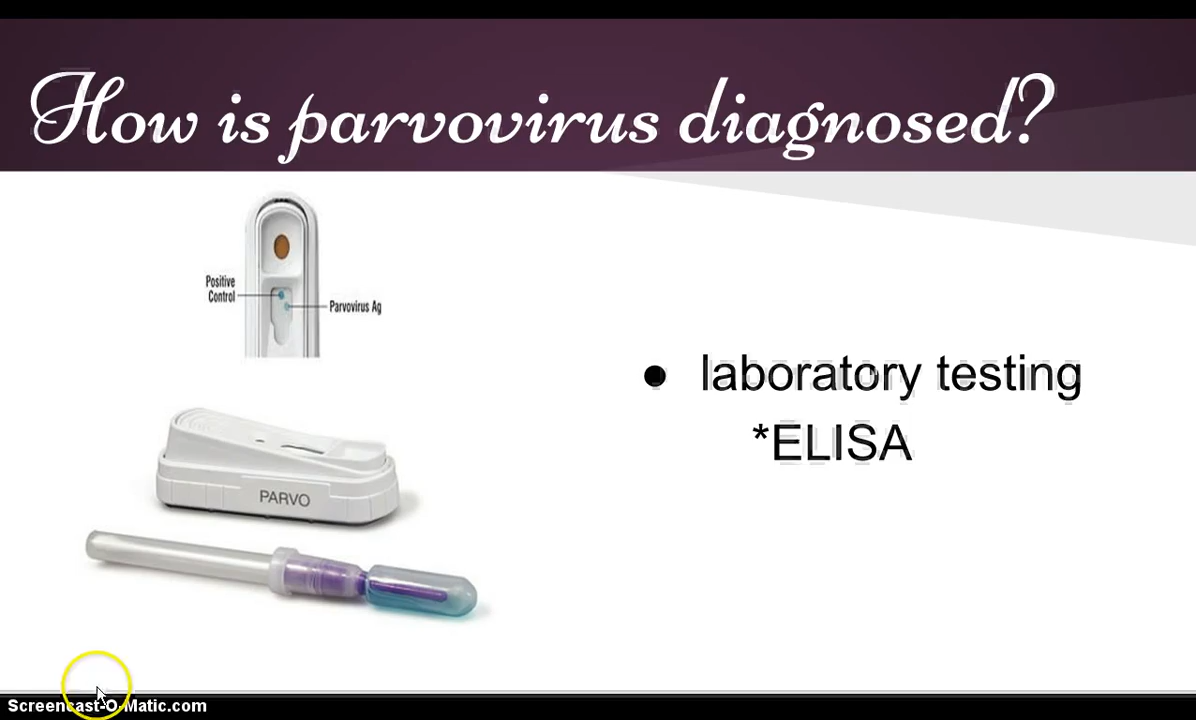 How is parvovirus diagnosed?
Positive
Control
Parvovirus Ag
● laboratory testing
*ELISA
PARVO
Screencast-O-Matic.com